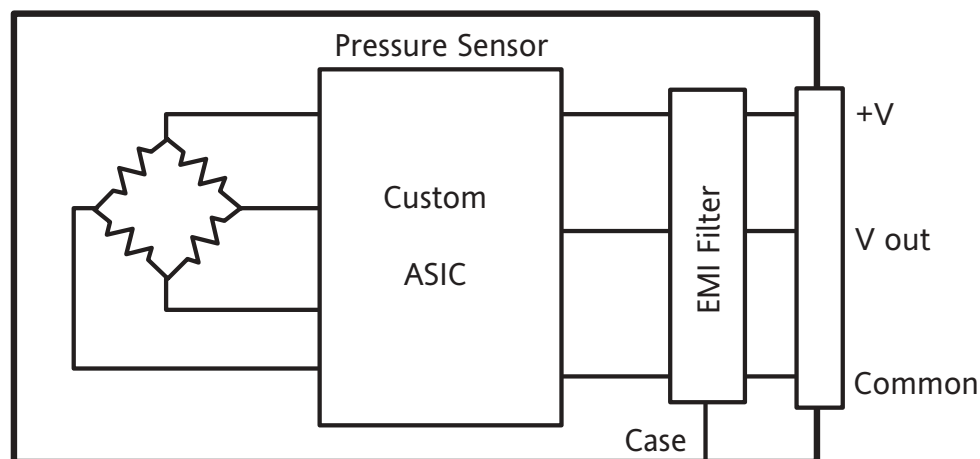 Pressure Sensor
Custom
ASIC
EMI Filter
+V
V out
Common
Case